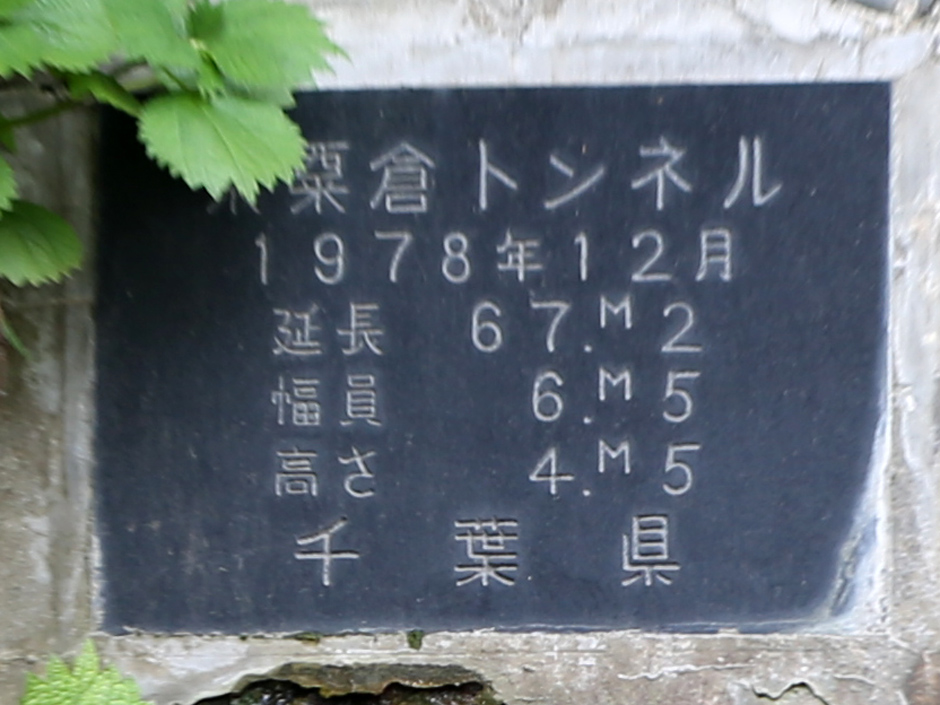 粟倉トンネル
1978年12月
延長 67.M2
幅員 6.M5
高さ 4.M5
千葉県